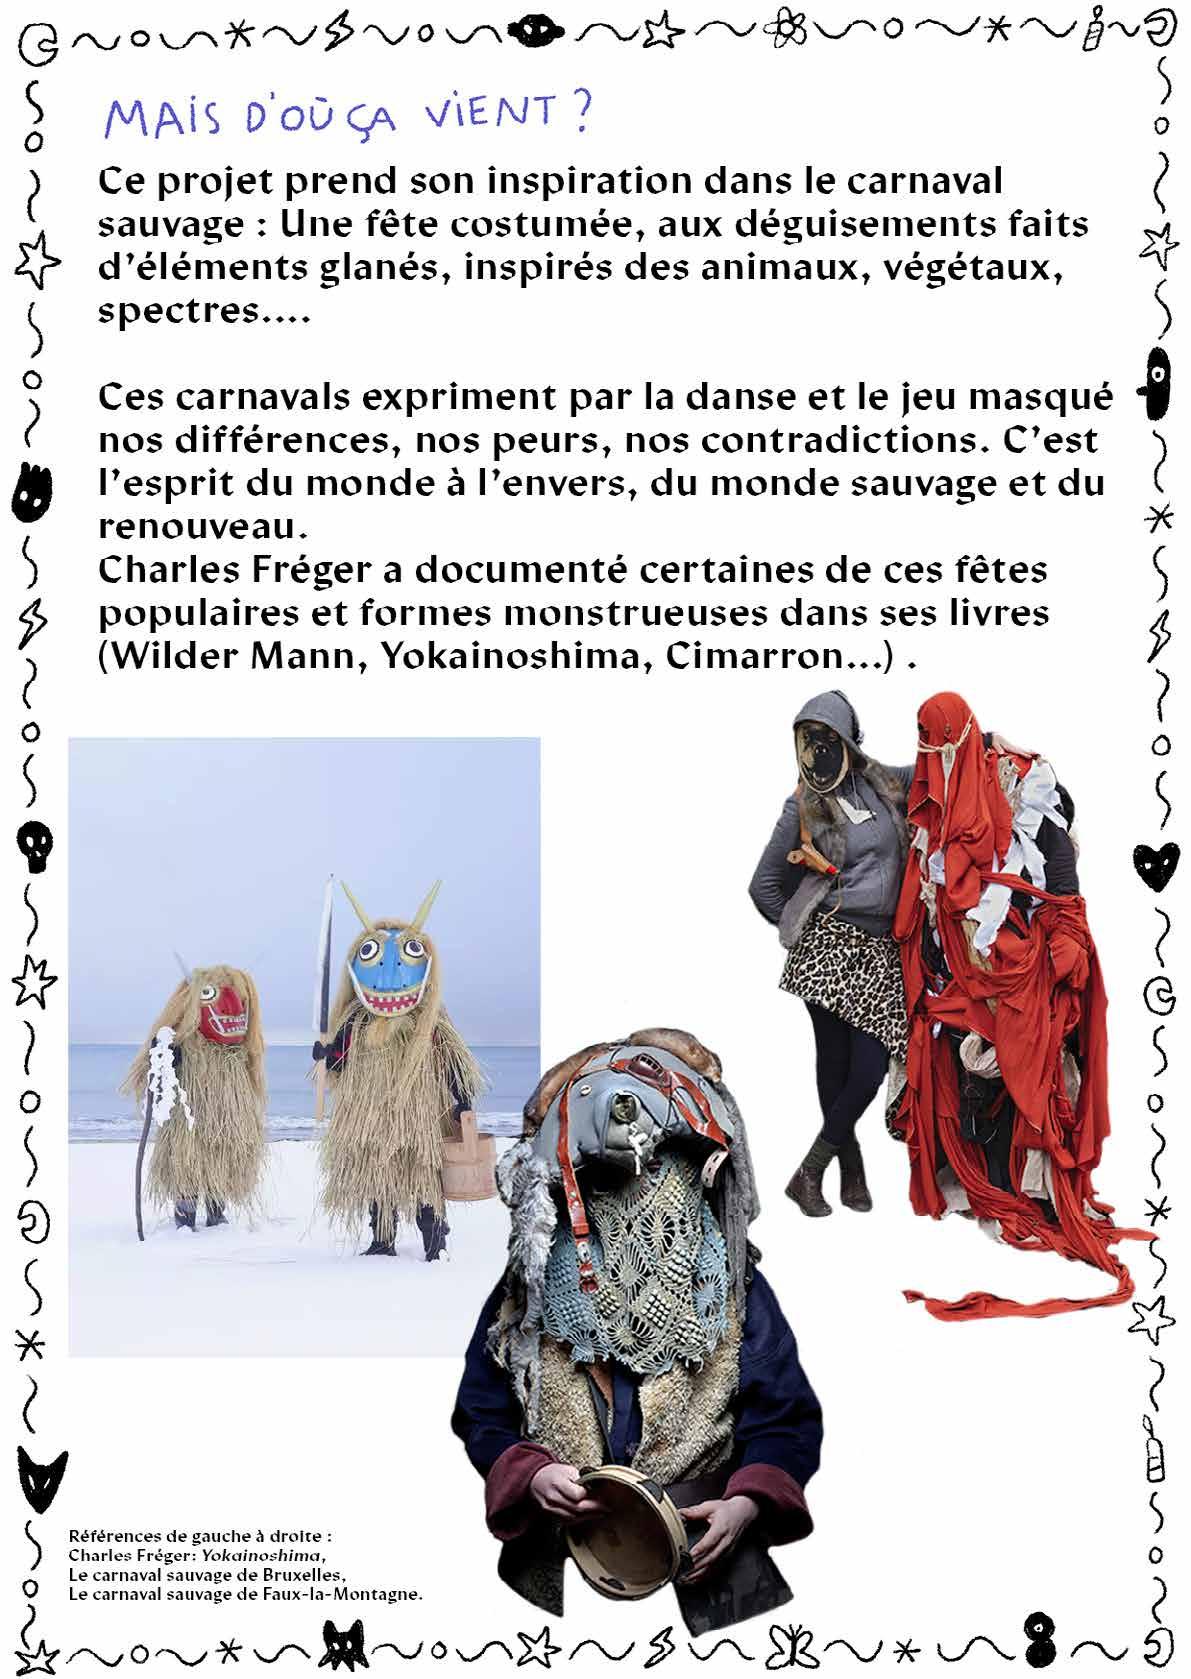 MAIS D'OÙ ÇA VIENT ?
Ce projet prend son inspiration dans le carnaval
sauvage : Une fête costumée, aux déguisements faits
d'éléments glanés, inspirés des animaux, végétaux,
spectres....
Ces carnavals expriment par la danse et le jeu masqué
nos différences, nos peurs, nos contradictions. C'est
l'esprit du monde à l'envers, du monde sauvage et du
renouveau.
Charles Fréger a documenté certaines de ces fêtes
populaires et formes monstrueuses dans ses livres
(Wilder Mann, Yokainoshima, Cimarron...) .
Références de gauche à droite :
Charles Fréger: Yokainoshima,
Le carnaval sauvage de Bruxelles,
Le carnaval sauvage de Faux-la-Montagne.